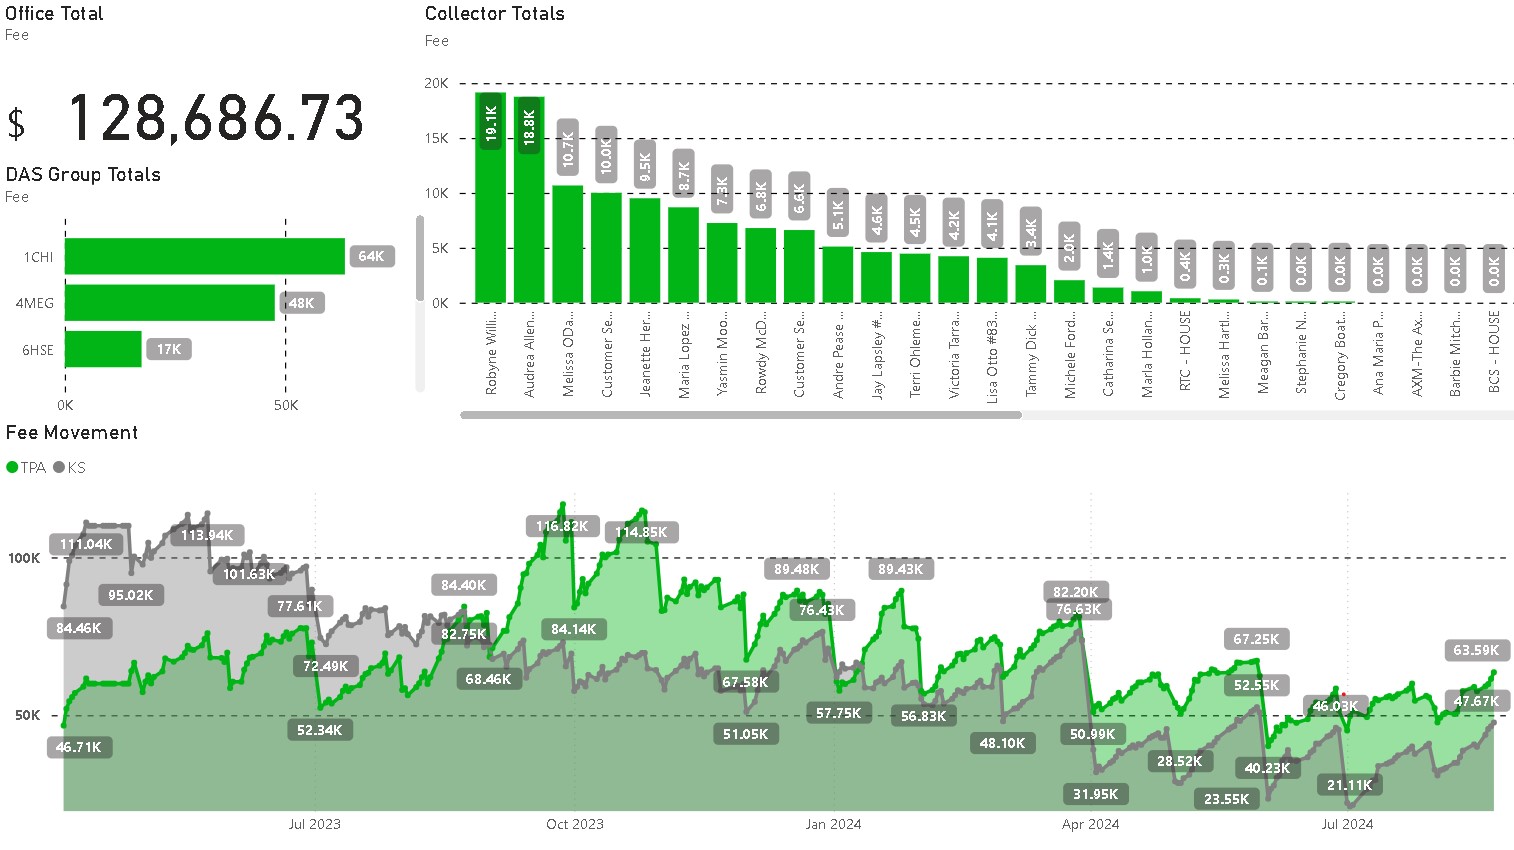 Office Total
Fee
$ 128,686.73
DAS Group Totals
Fee
1CHI 64K
4MEG 48K
6HSE 17K
0K 50K
Collector Totals
Fee
20K
15K
10K
5K
0K
19.1K 18.8K 10.7K 10.0K 9.5K 8.7K 7.3K 6.8K 6.6K 5.1K 4.6K 4.5K 4.2K 4.1K 3.4K 2.0K 1.4K 1.0K 0.4K 0.3K 0.1K 0.0K 0.0K 0.0K 0.0K 0.0K 0.0K
Robyne Willi...
Audrea Allen...
Melissa ODa...
Customer Se...
Jeanette Her...
Maria Lopez ...
Yasmin Moo...
Rowdy McD...
Customer Se...
Andre Pease ...
Jay Lapsley #...
Terri Ohleme...
Victoria Tarra...
Lisa Otto #83...
Tammy Dick ...
Michele Ford...
Catharina Se...
Marla Hollan...
RTC - HOUSE
Melissa Hartl...
Meagan Bar...
Stephanie N...
Gregory Boat...
Ana Maria P...
AXM-The Ax...
Barbie Mitch...
BCS - HOUSE
Fee Movement
TPA KS
100K
50K
111.04K
95.02K
84.46K
46.71K
113.94K
101.63K
77.61K
72.49K
52.34K
84.40K
82.75K
68.46K
116.82K
114.85K
84.14K
67.58K
51.05K
89.48K
76.43K
57.75K
89.43K
56.83K
48.10K
82.20K
76.63K
50.99K
31.95K
28.52K
23.55K
67.25K
52.55K
40.23K
46.03K
21.11K
63.59K
47.67K
Jul 2023 Oct 2023 Jan 2024 Apr 2024 Jul 2024